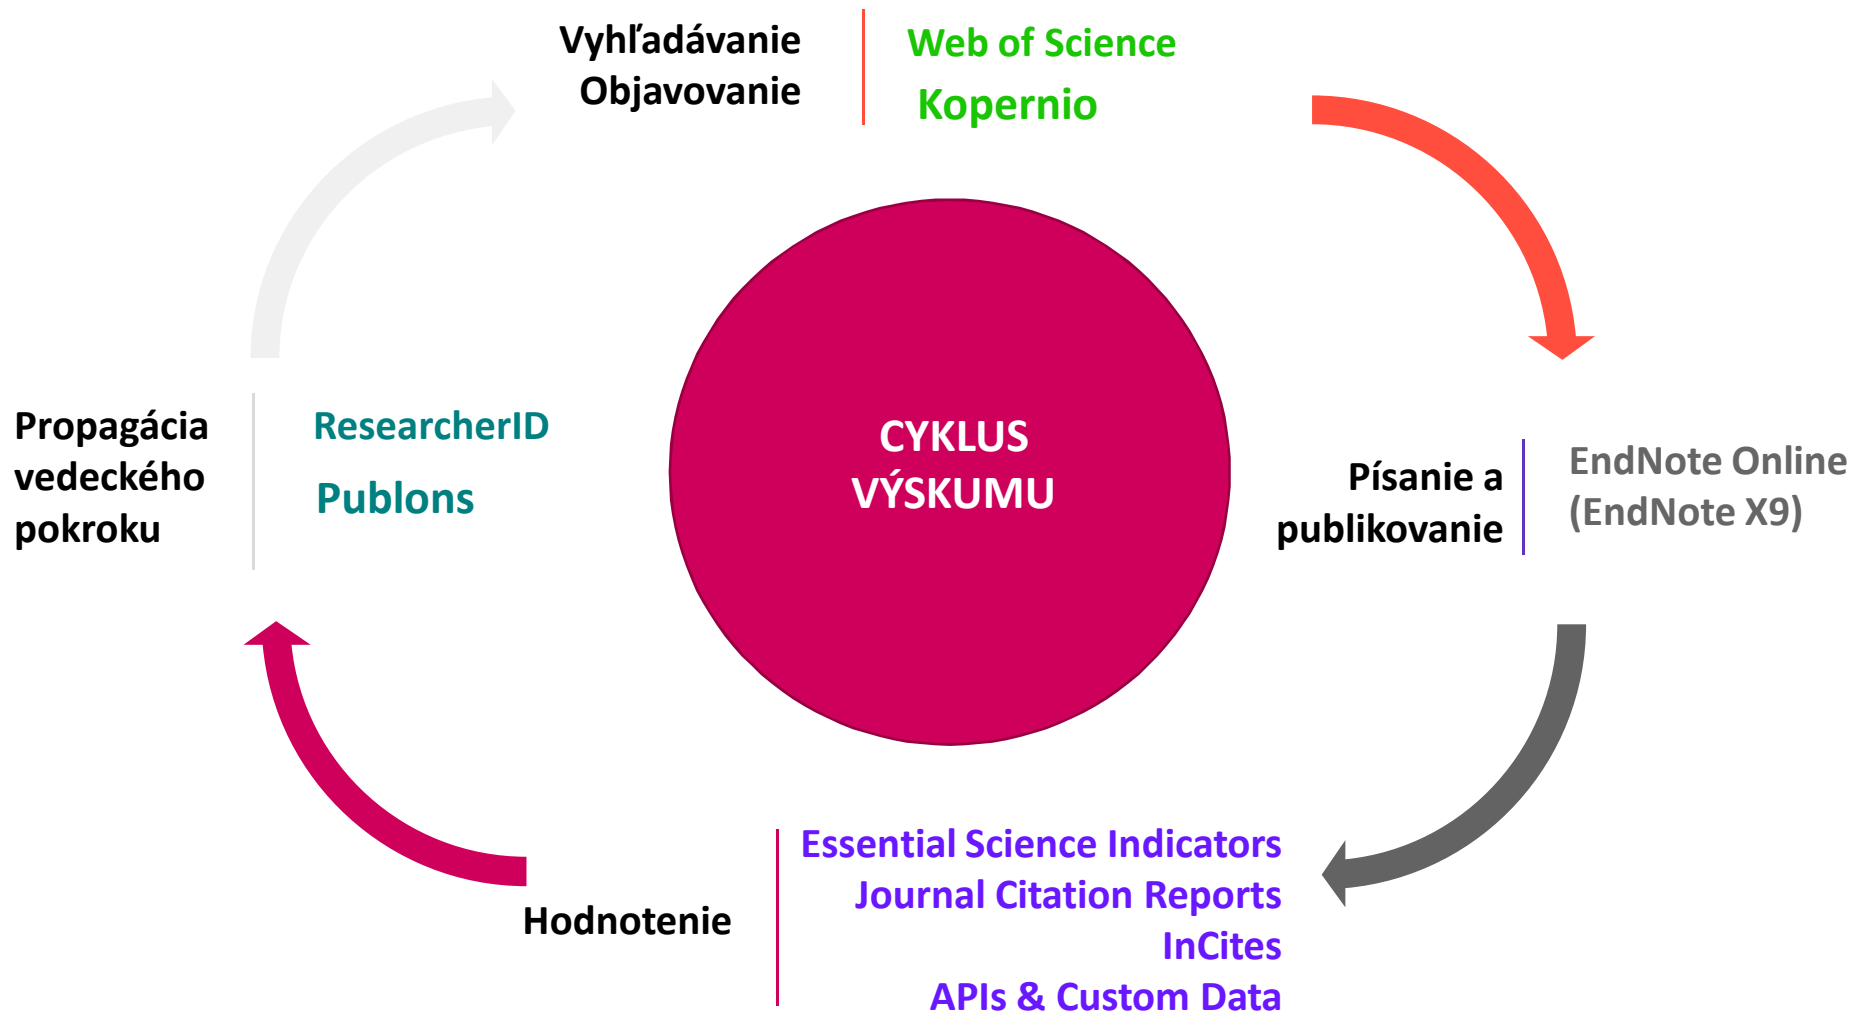 Vyhľadávanie
Objavovanie
Web of Science
Kopernio
CYKLUS
VÝSKUMU
Písanie a
publikovanie
EndNote Online
(EndNote X9)
Hodnotenie
Essential Science Indicators
Journal Citation Reports
InCites
APIs & Custom Data
Propagácia
vedeckého
pokroku
ResearcherID
Publons